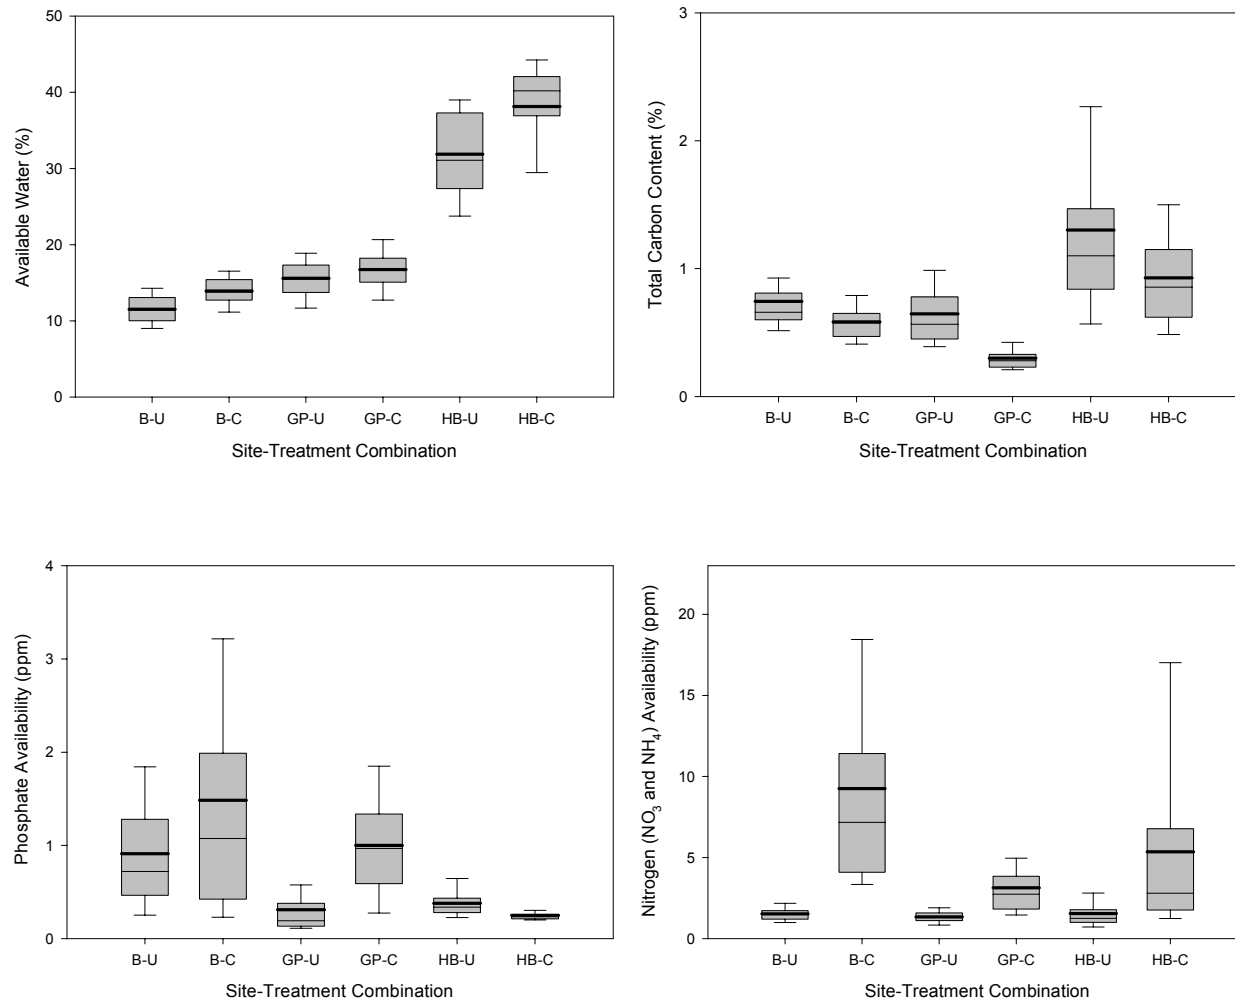 Available Water (%)
50
40
30
20
10
0
B-U B-C GP-U GP-C HB-U HB-C
Site-Treatment Combination
Total Carbon Content (%)
3
2
1
0
B-U B-C GP-U GP-C HB-U HB-C
Site-Treatment Combination
Phosphate Availability (ppm)
4
3
2
1
0
B-U B-C GP-U GP-C HB-U HB-C
Site-Treatment Combination
Nitrogen (NO3 and NH4) Availability (ppm)
20
15
10
5
0
B-U B-C GP-U GP-C HB-U HB-C
Site-Treatment Combination